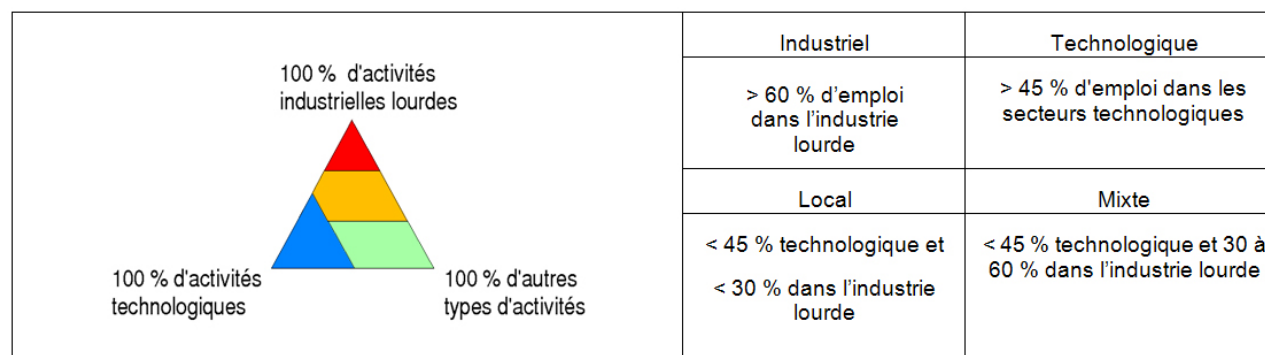 100 % d'activités
industrielles lourdes
100 % d'activités
technologiques
100 % d'autres
types d'activités
Industriel
Technologique
> 60 % d'emploi
dans l'industrie
lourde
> 45 % d'emploi dans les
secteurs technologiques
Local
Mixte
< 45 % technologique et
< 30 % dans l'industrie
lourde
< 45 % technologique et 30 à
60 % dans l'industrie lourde